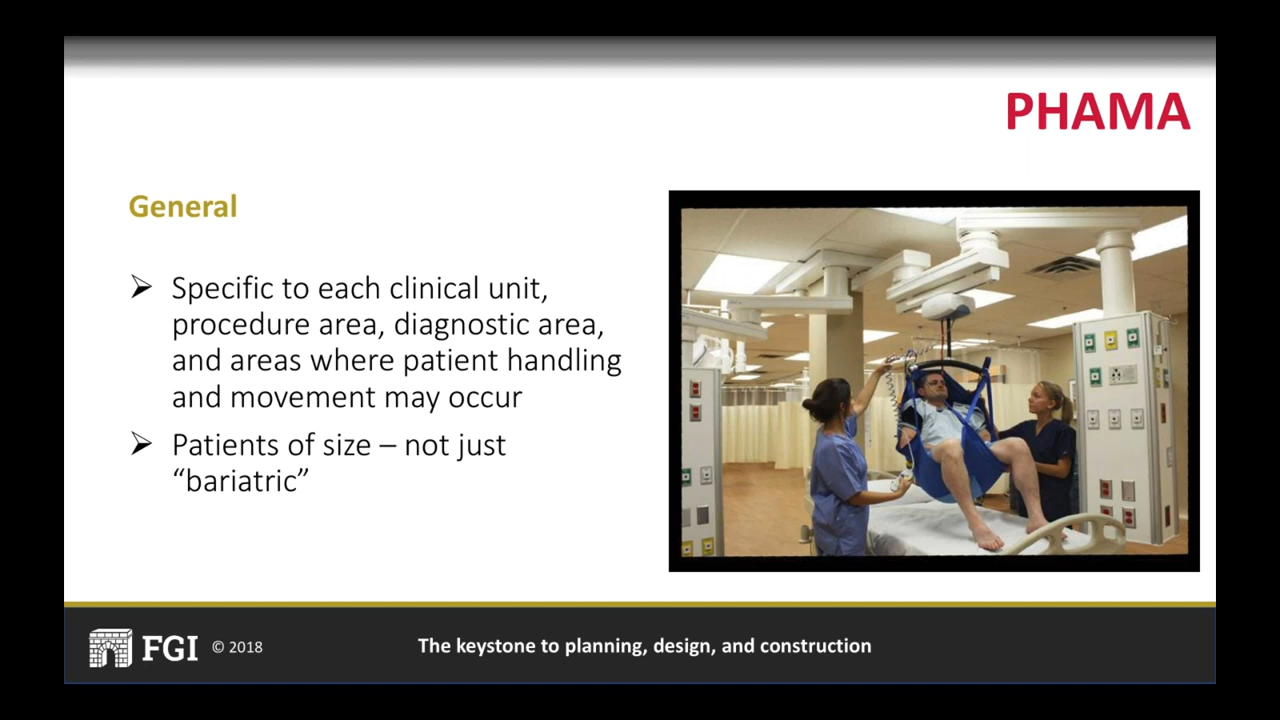 PHAMA
General
➢ Specific to each clinical unit,
procedure area, diagnostic area,
and areas where patient handling
and movement may occur
➢ Patients of size – not just
“bariatric”
FGI © 2018
The keystone to planning, design, and construction